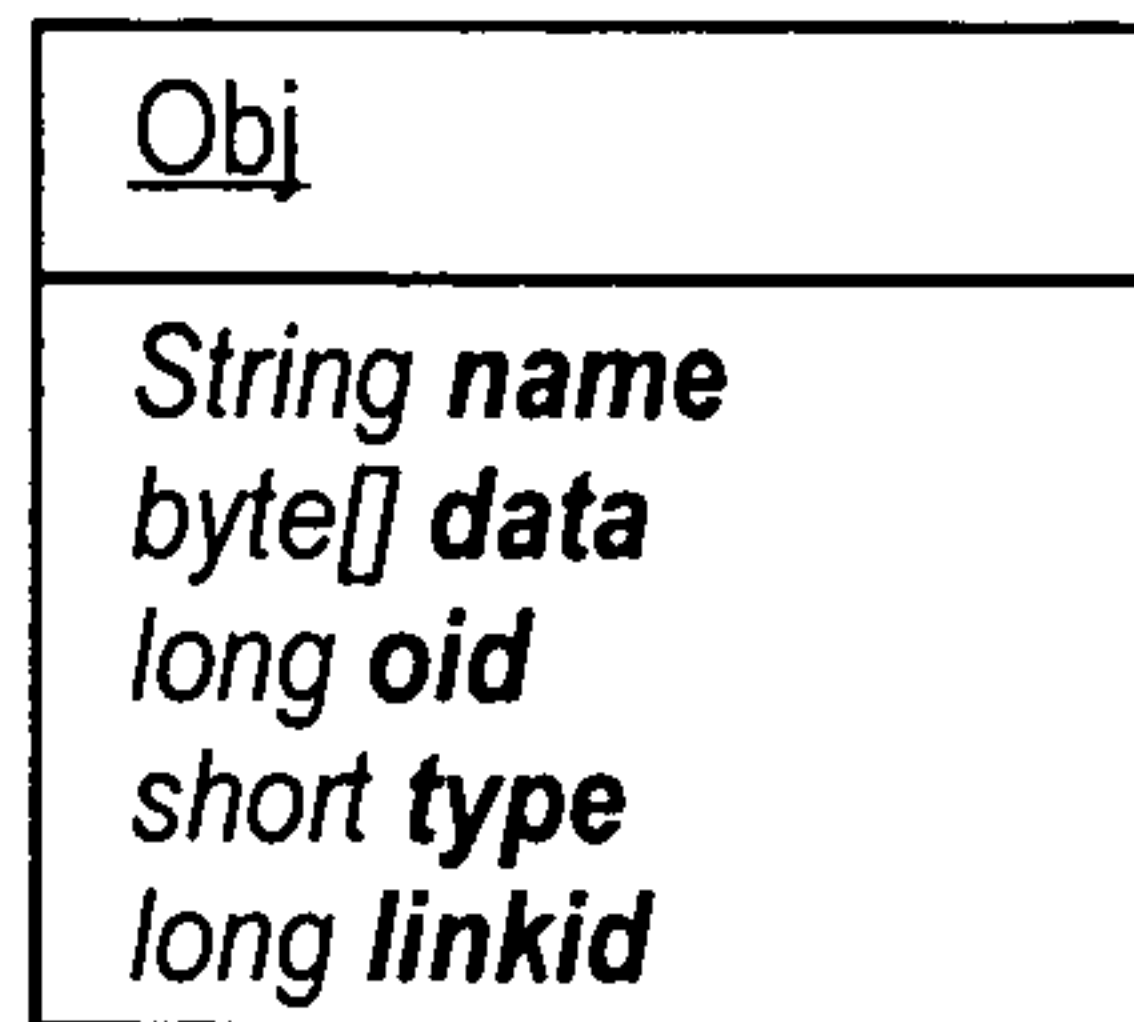 Obj
String name
byte[] data
long oid
short type
long linkid